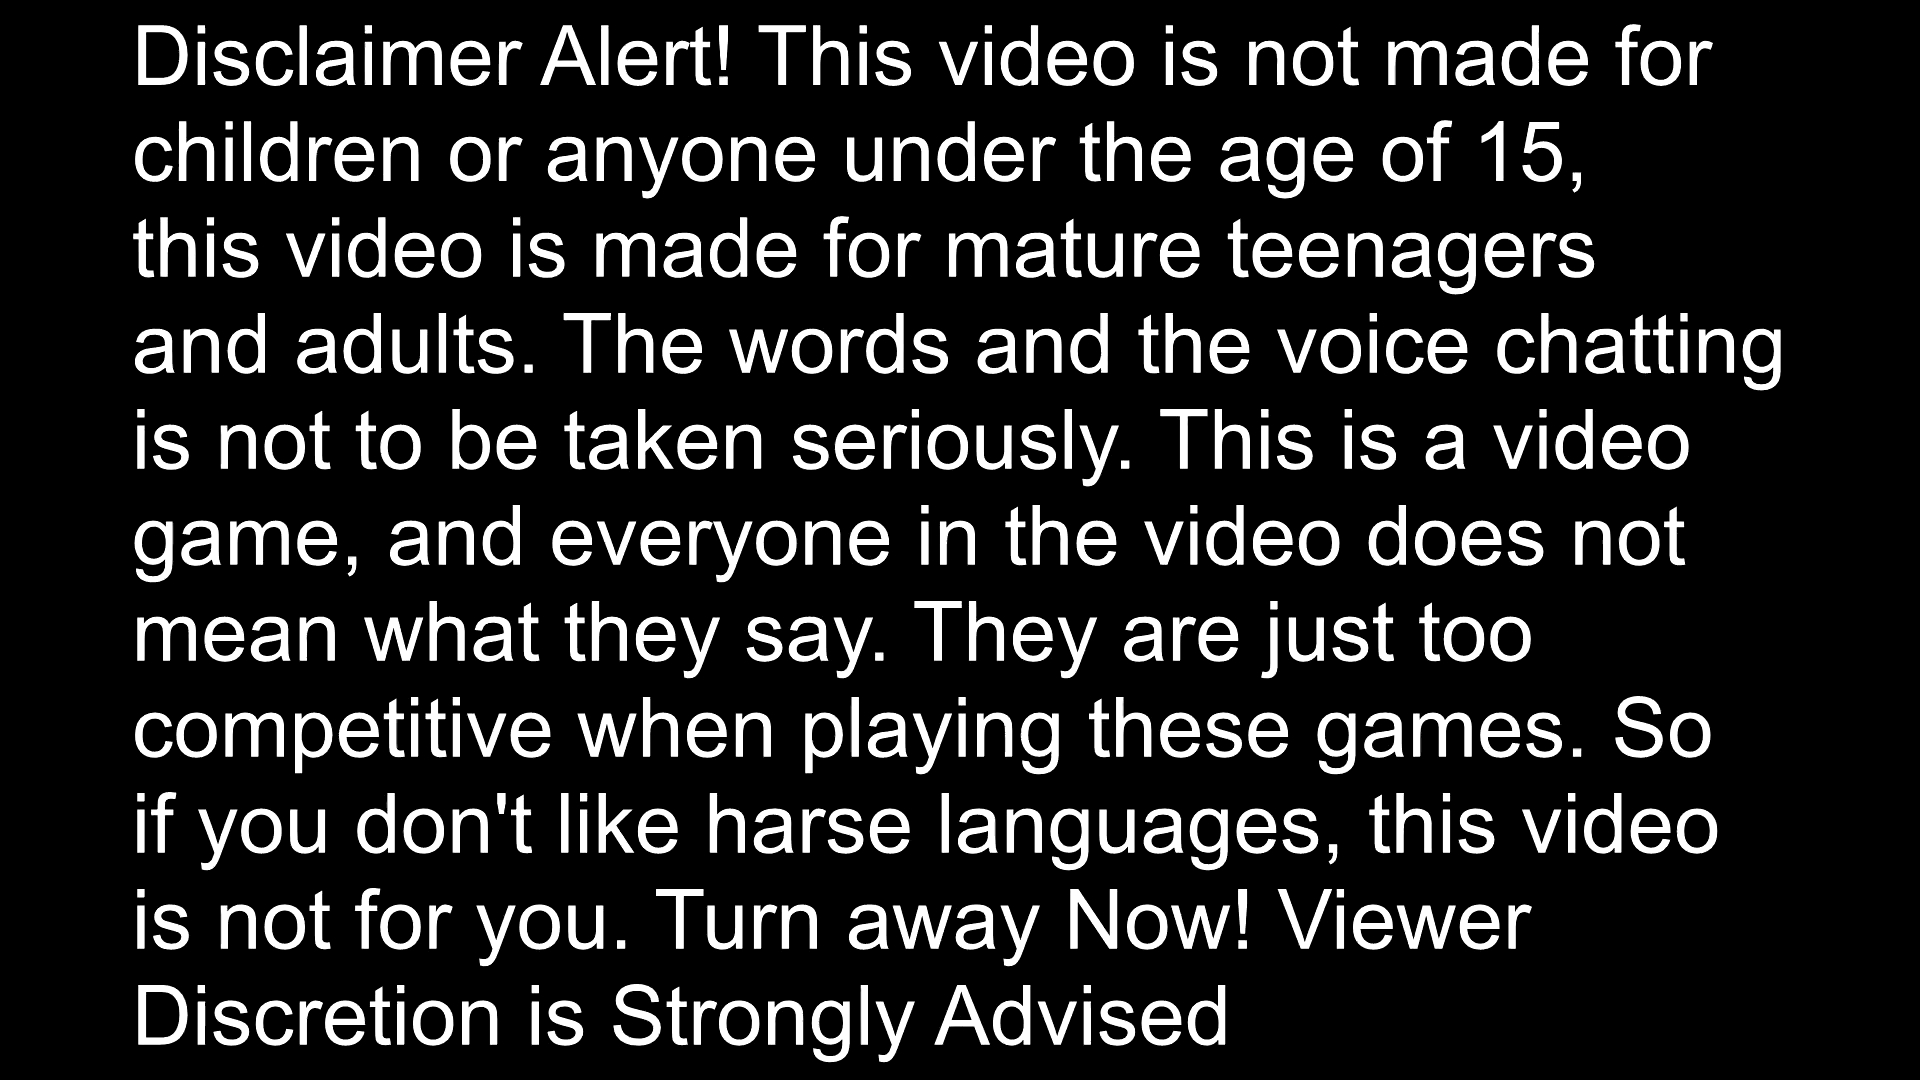 Disclaimer Alert! This video is not made for
children or anyone under the age of 15,
this video is made for mature teenagers
and adults. The words and the voice chatting
is not to be taken seriously. This is a video
game, and everyone in the video does not
mean what they say. They are just too
competitive when playing these games. So
if you don't like harse languages, this video
is not for you. Turn away Now! Viewer
Discretion is Strongly Advised